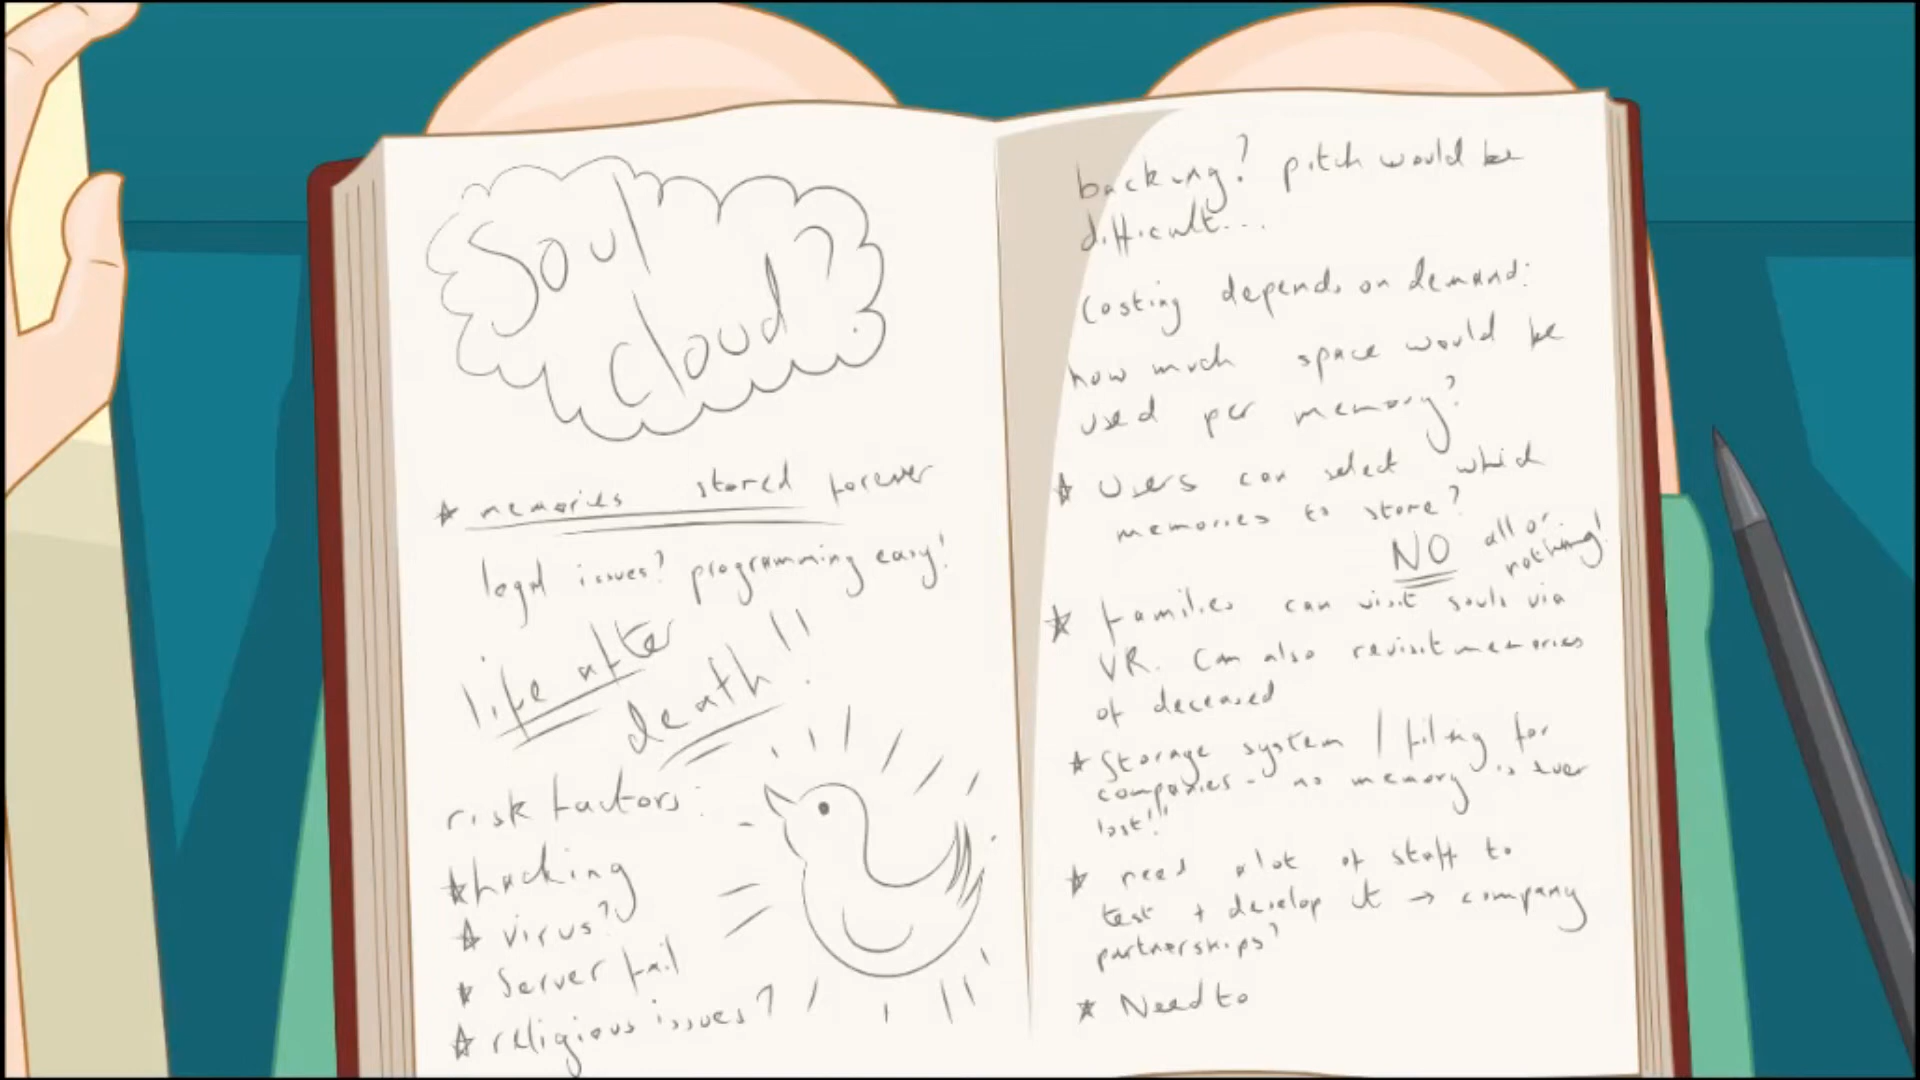 Soul
Cloud?
★ memories stored forever
legal issues? programming easy!
life after
death!!
risk factors:
★ hacking
★ virus?
★ Server fail
★ religious issues?
backing? pitch would be
difficult...
Costing depends on demand:
how much space would be
used per memory?
★ Users can select which
memories to store?
NO all or
nothing!
★ families can visit souls via
VR. Can also revisit memories
of deceased
★ Storage system / filing for
companies - no memory is ever
lost!!
★ need alot of staff to
test + develop it → company
partnerships?
★ Need to